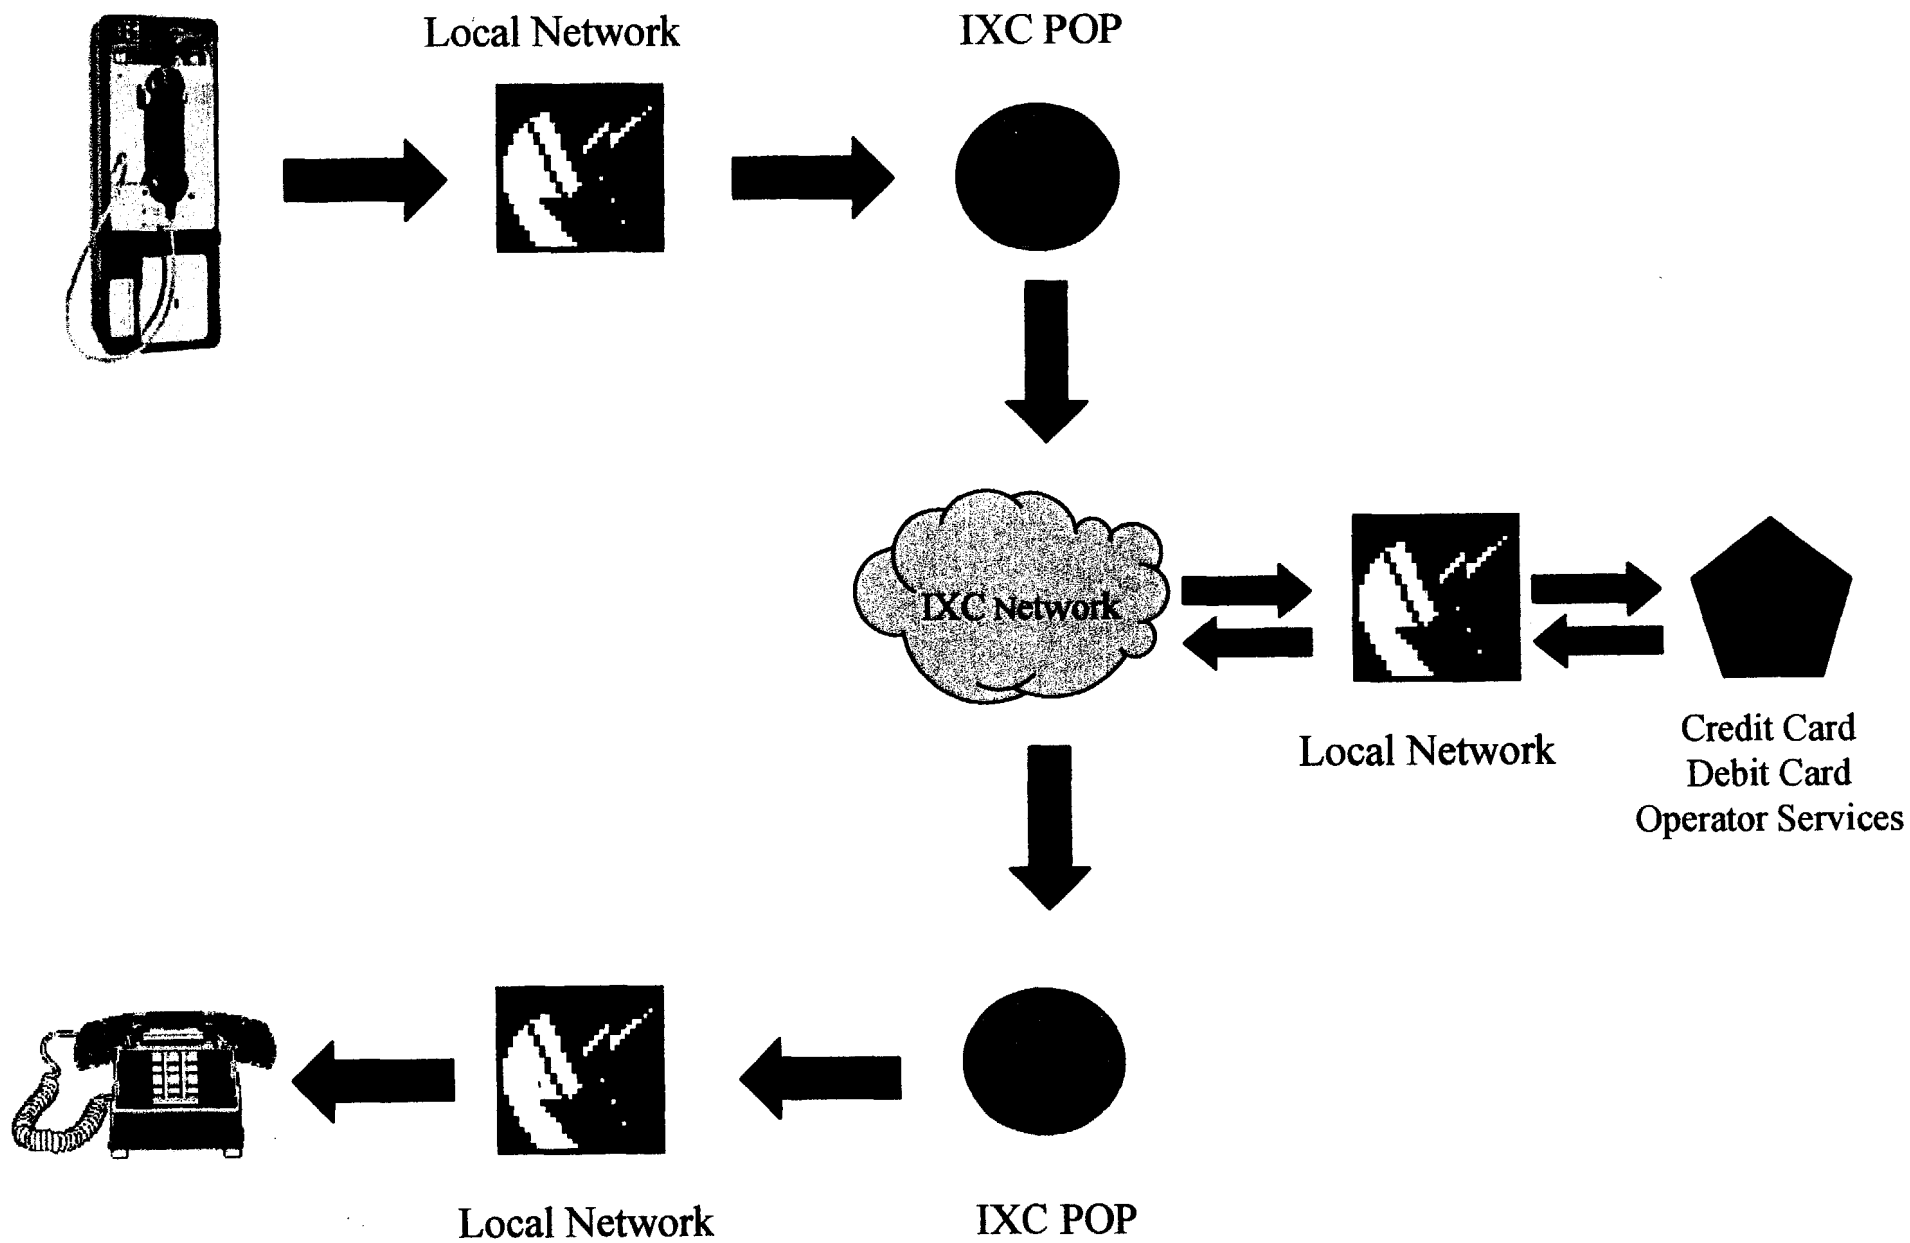 Local Network
IXC POP
IXC Network
Local Network
Credit Card
Debit Card
Operator Services
Local Network
IXC POP